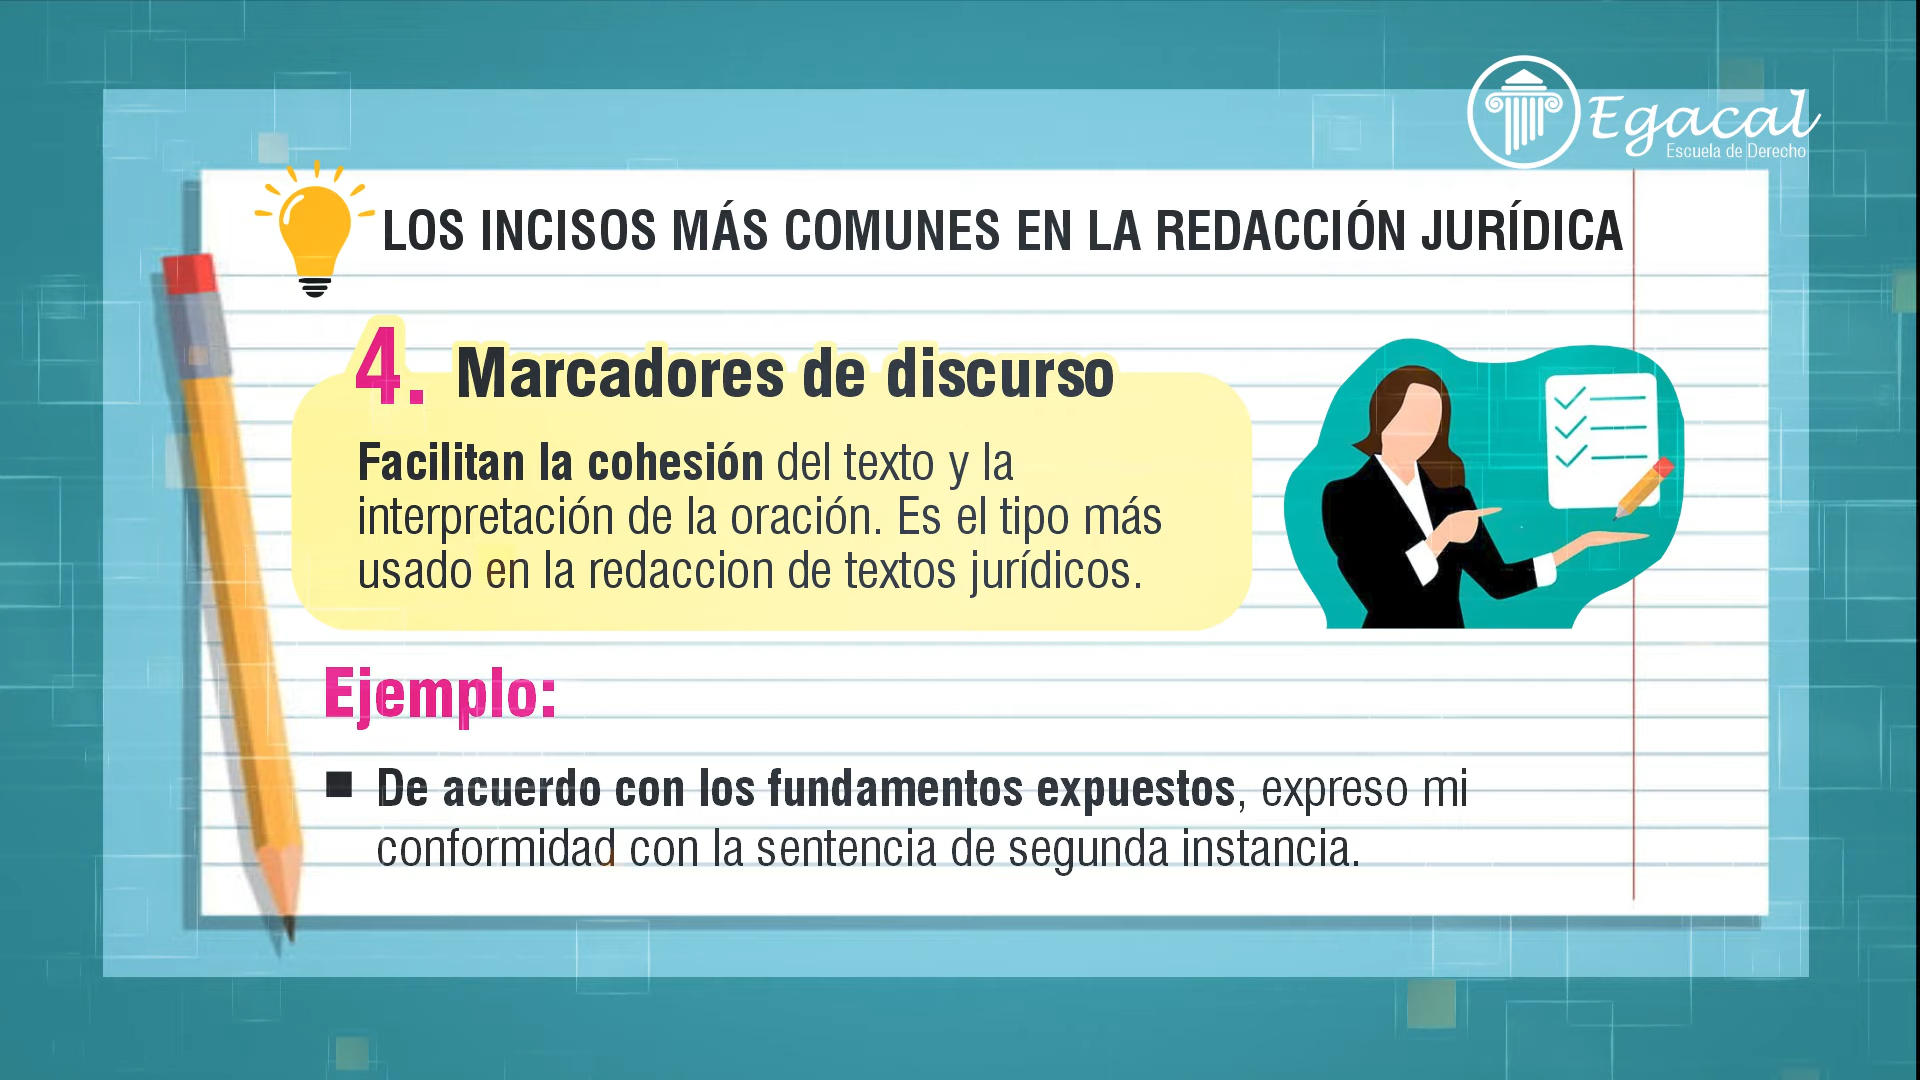 Egacal
Escuela de Derecho
LOS INCISOS MÁS COMUNES EN LA REDACCIÓN JURÍDICA
4. Marcadores de discurso
Facilitan la cohesión del texto y la
interpretación de la oración. Es el tipo más
usado en la redaccion de textos jurídicos.
Ejemplo:
■ De acuerdo con los fundamentos expuestos, expreso mi
conformidad con la sentencia de segunda instancia.